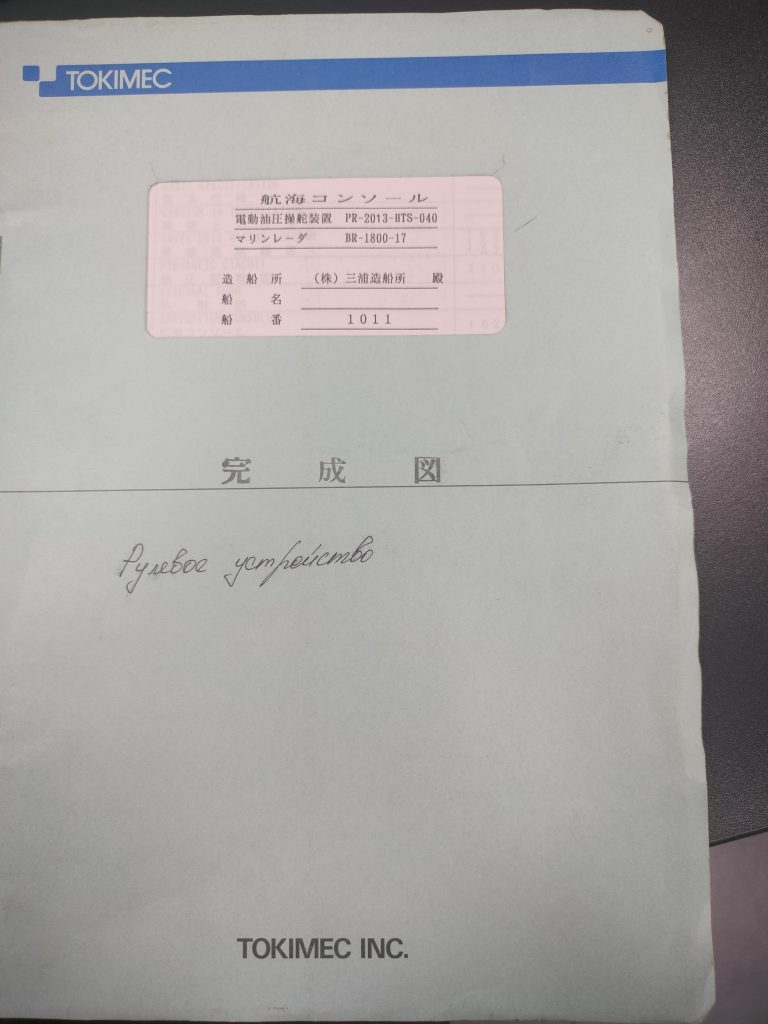 TOKIMEC
航海コンソール
電動油圧操舵装置 PR-2013-HTS-040
マリンレーダ BR-1800-17
造船所 (株)三浦造船所 殿
船名
船番 1011
完成図
Рулевое устройство
TOKIMEC INC.